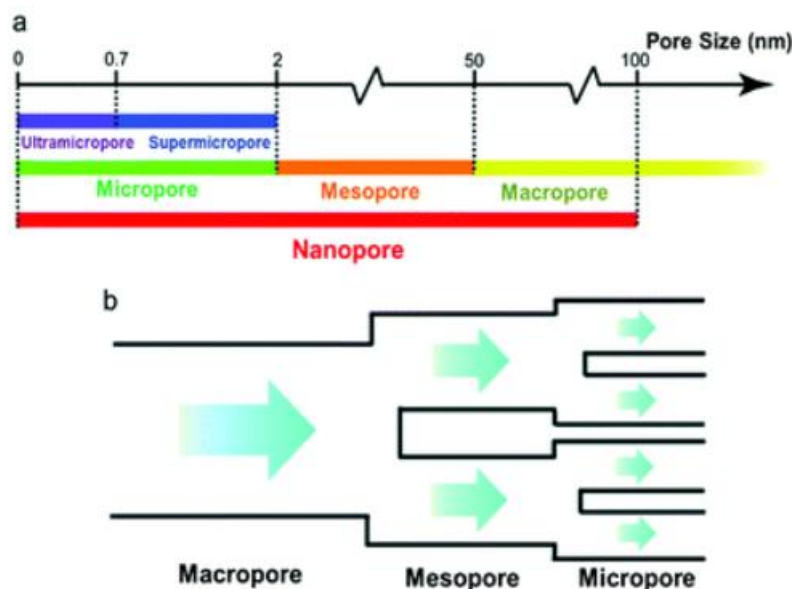 a
Pore Size (nm)
0 0.7 2 50 100
Ultramicropore Supermicropore
Micropore Mesopore Macropore
Nanopore
b
Macropore Mesopore Micropore